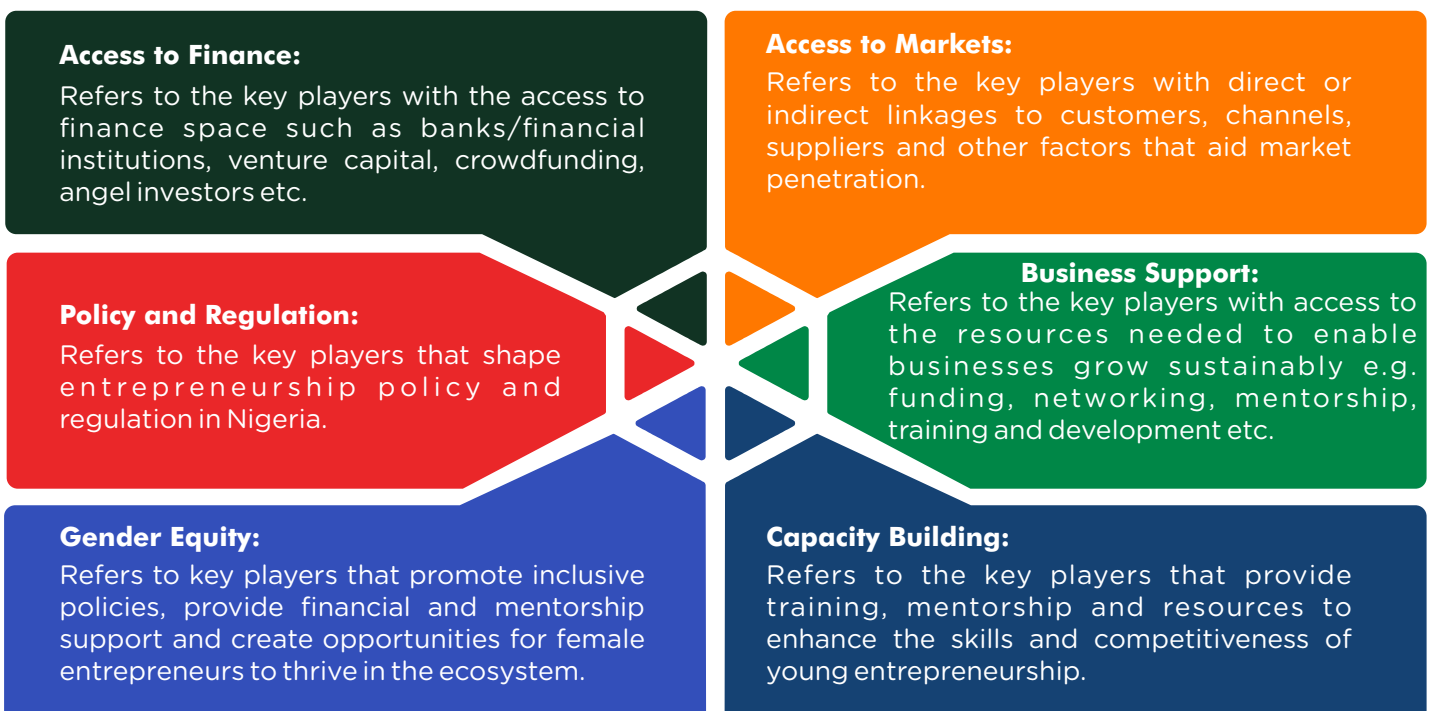 Access to Finance:
Refers to the key players with the access to
finance space such as banks/financial
institutions, venture capital, crowdfunding,
angel investors etc.
Access to Markets:
Refers to the key players with direct or
indirect linkages to customers, channels,
suppliers and other factors that aid market
penetration.
Policy and Regulation:
Refers to the key players that shape
entrepreneurship policy and
regulation in Nigeria.
Business Support:
Refers to the key players with access to
the resources needed to enable
businesses grow sustainably e.g.
funding, networking, mentorship,
training and development etc.
Gender Equity:
Refers to key players that promote inclusive
policies, provide financial and mentorship
support and create opportunities for female
entrepreneurs to thrive in the ecosystem.
Capacity Building:
Refers to the key players that provide
training, mentorship and resources to
enhance the skills and competitiveness of
young entrepreneurship.